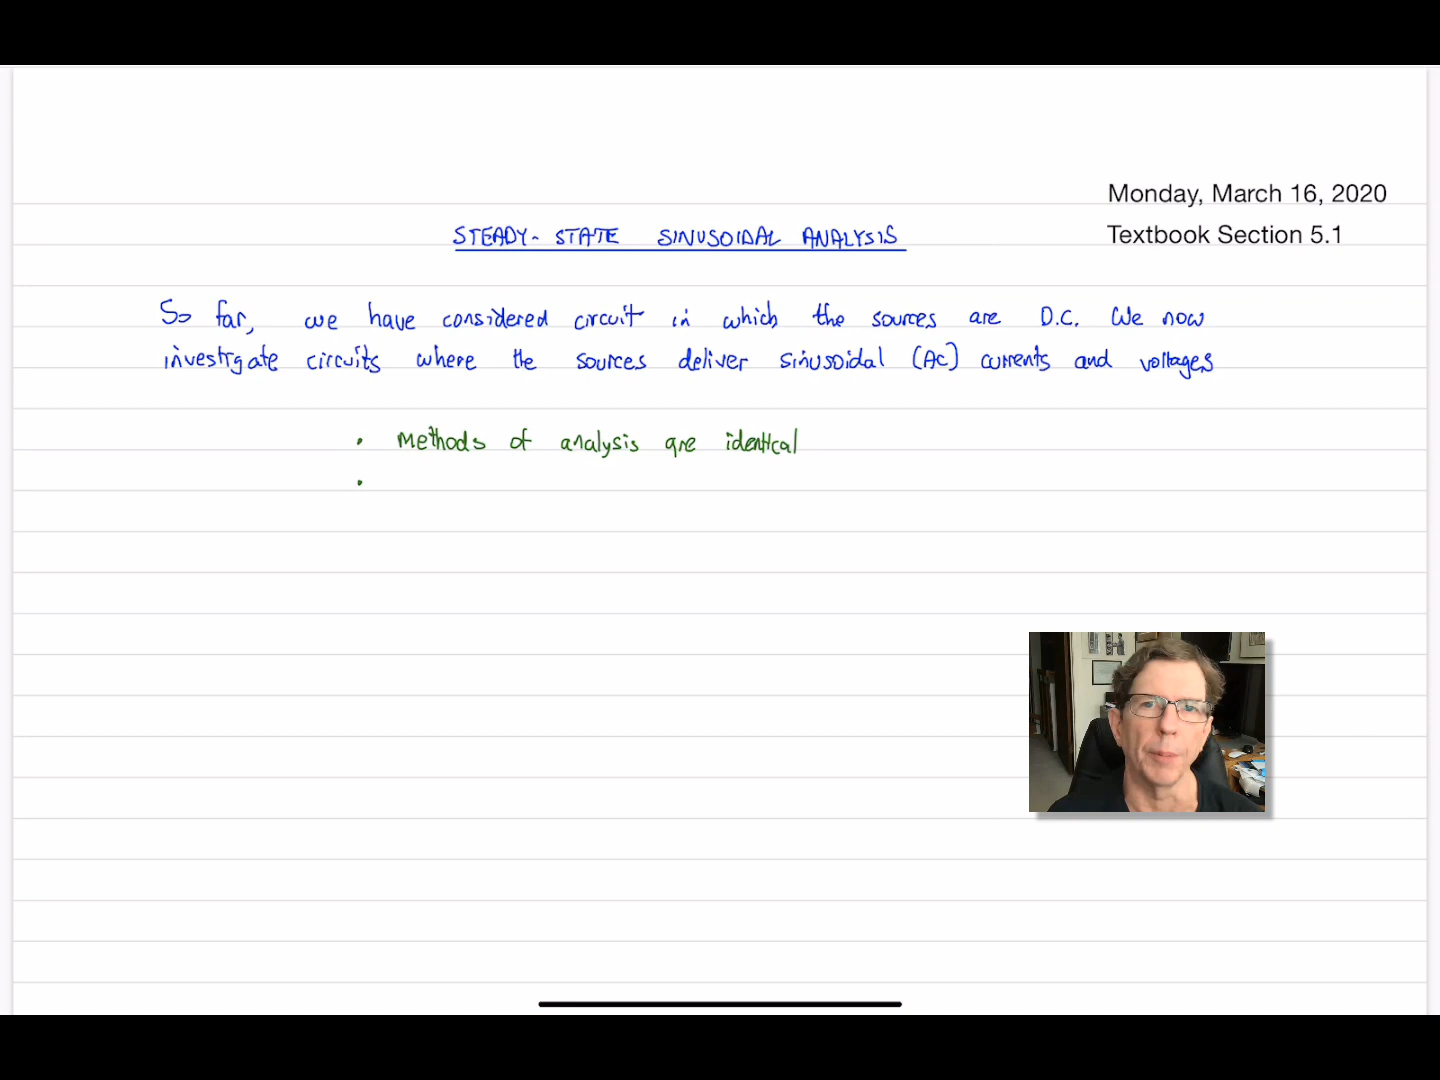 Monday, March 16, 2020
STEADY-STATE SINUSOIDAL ANALYSIS
Textbook Section 5.1
So far, we have considered circuit in which the sources are D.C. We now
investigate circuits where the sources deliver sinusoidal (AC) currents and voltages
• Methods of analysis are identical
•